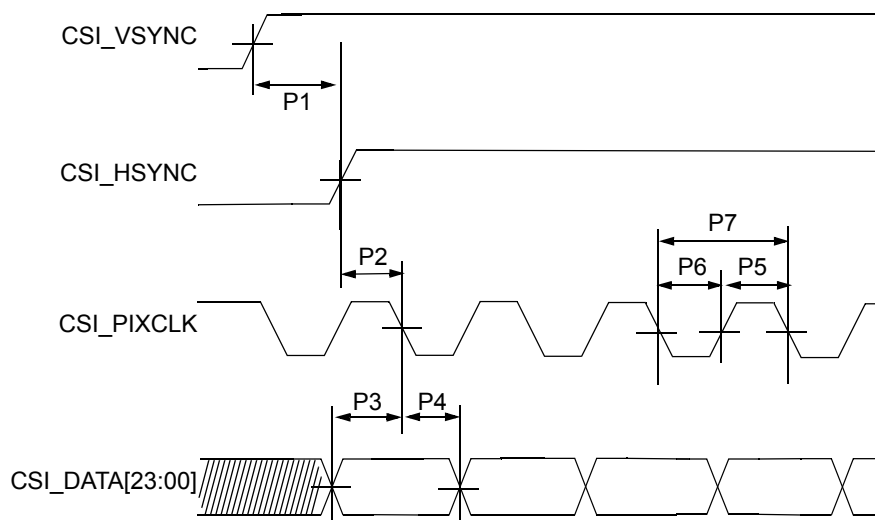 CSI_VSYNC
P1
CSI_HSYNC
P7
P2
P6
P5
CSI_PIXCLK
P3
P4
CSI_DATA[23:00]